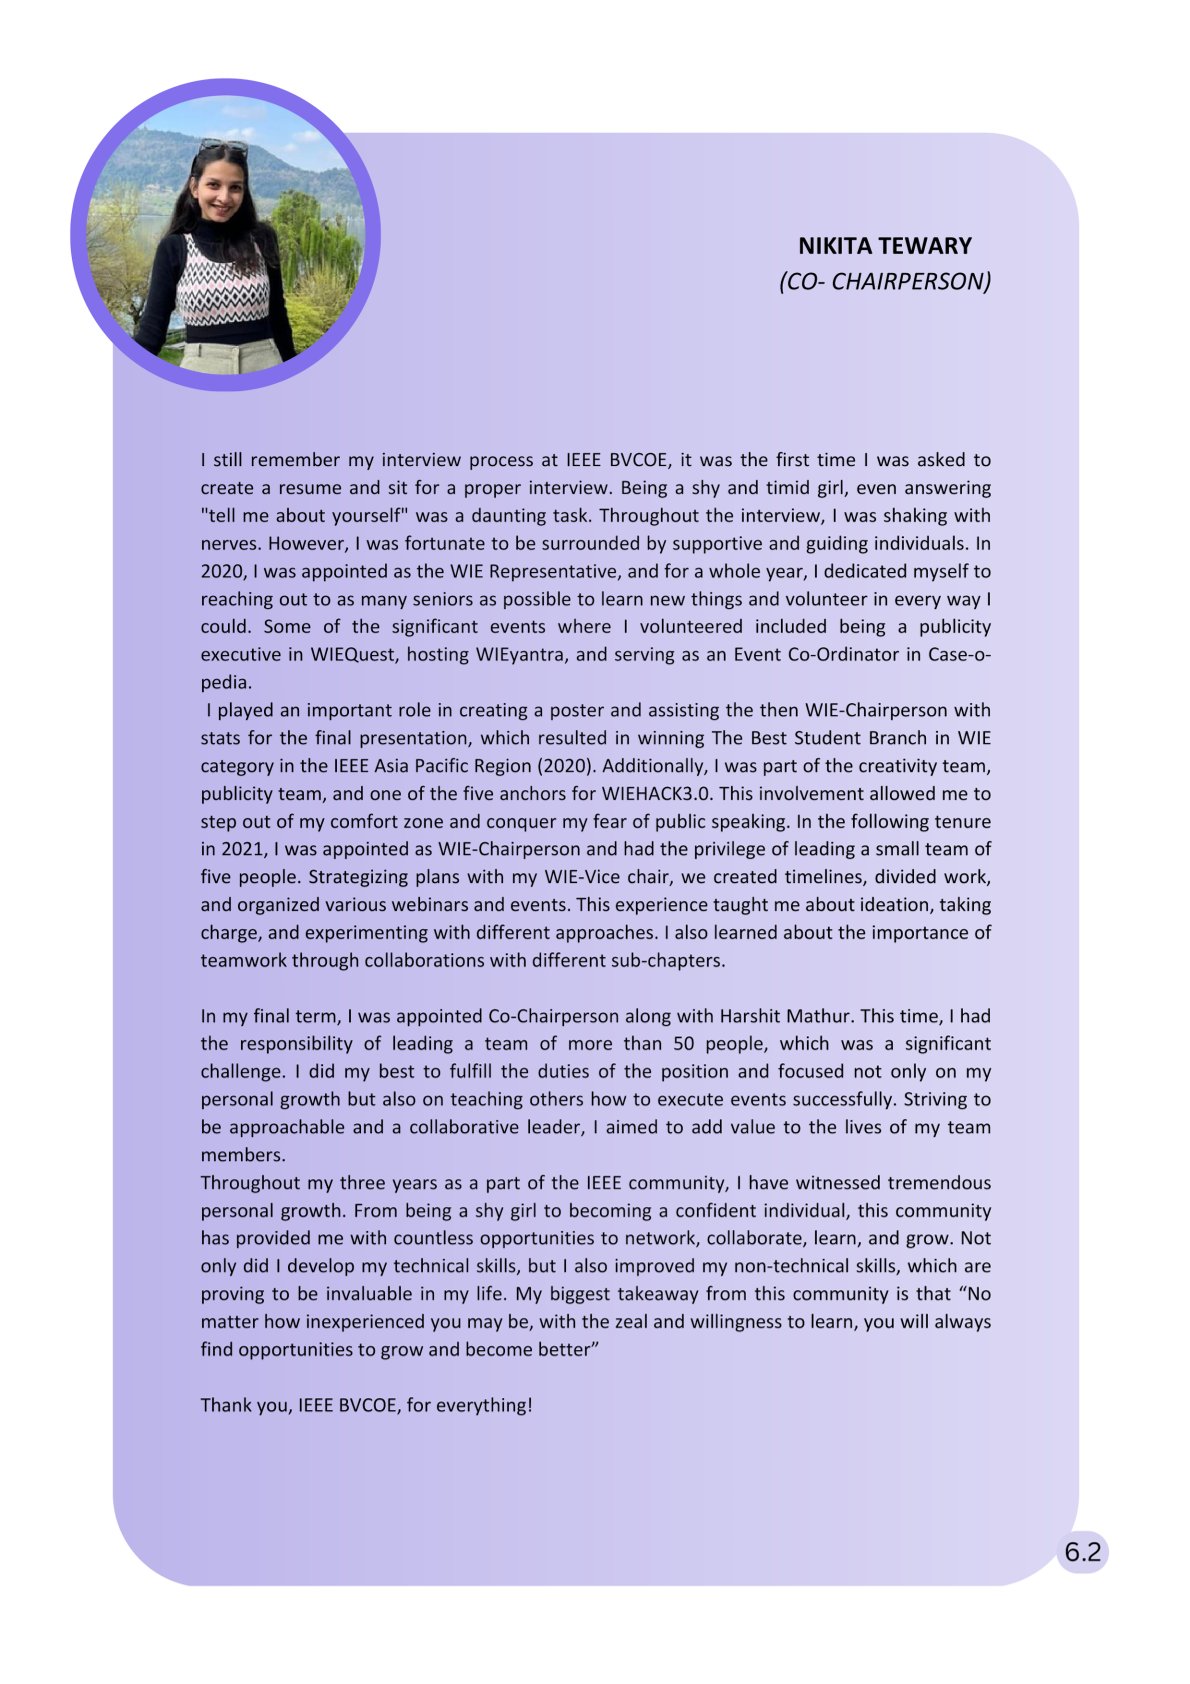 NIKITA TEWARY
(CO- CHAIRPERSON)
I still remember my interview process at IEEE BVCOE, it was the first time I was asked to
create a resume and sit for a proper interview. Being a shy and timid girl, even answering
"tell me about yourself" was a daunting task. Throughout the interview, I was shaking with
nerves. However, I was fortunate to be surrounded by supportive and guiding individuals. In
2020, I was appointed as the WIE Representative, and for a whole year, I dedicated myself to
reaching out to as many seniors as possible to learn new things and volunteer in every way I
could. Some of the significant events where I volunteered included being a publicity
executive in WIEQuest, hosting WIEyantra, and serving as an Event Co-Ordinator in Case-o-
pedia.
I played an important role in creating a poster and assisting the then WIE-Chairperson with
stats for the final presentation, which resulted in winning The Best Student Branch in WIE
category in the IEEE Asia Pacific Region (2020). Additionally, I was part of the creativity team,
publicity team, and one of the five anchors for WIEHACK3.0. This involvement allowed me to
step out of my comfort zone and conquer my fear of public speaking. In the following tenure
in 2021, I was appointed as WIE-Chairperson and had the privilege of leading a small team of
five people. Strategizing plans with my WIE-Vice chair, we created timelines, divided work,
and organized various webinars and events. This experience taught me about ideation, taking
charge, and experimenting with different approaches. I also learned about the importance of
teamwork through collaborations with different sub-chapters.
In my final term, I was appointed Co-Chairperson along with Harshit Mathur. This time, I had
the responsibility of leading a team of more than 50 people, which was a significant
challenge. I did my best to fulfill the duties of the position and focused not only on my
personal growth but also on teaching others how to execute events successfully. Striving to
be approachable and a collaborative leader, I aimed to add value to the lives of my team
members.
Throughout my three years as a part of the IEEE community, I have witnessed tremendous
personal growth. From being a shy girl to becoming a confident individual, this community
has provided me with countless opportunities to network, collaborate, learn, and grow. Not
only did I develop my technical skills, but I also improved my non-technical skills, which are
proving to be invaluable in my life. My biggest takeaway from this community is that “No
matter how inexperienced you may be, with the zeal and willingness to learn, you will always
find opportunities to grow and become better”
Thank you, IEEE BVCOE, for everything!
6.2